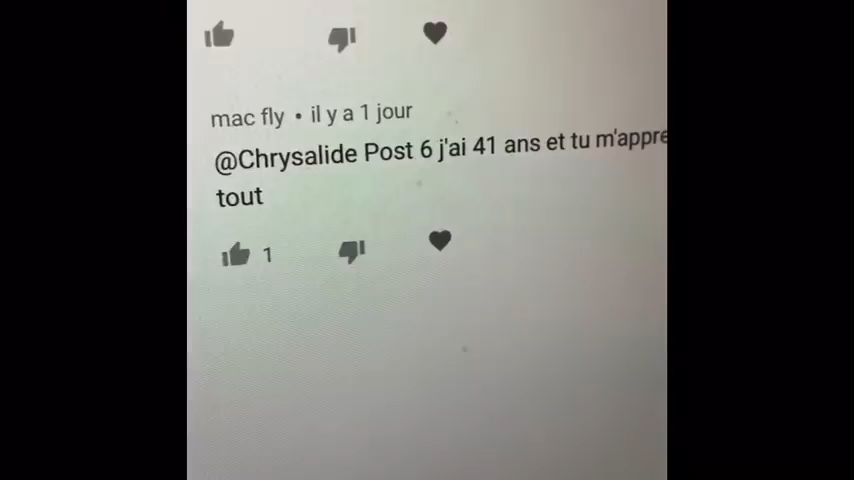 mac fly • il y a 1 jour
@Chrysalide Post 6 j'ai 41 ans et tu m'appre
tout
1